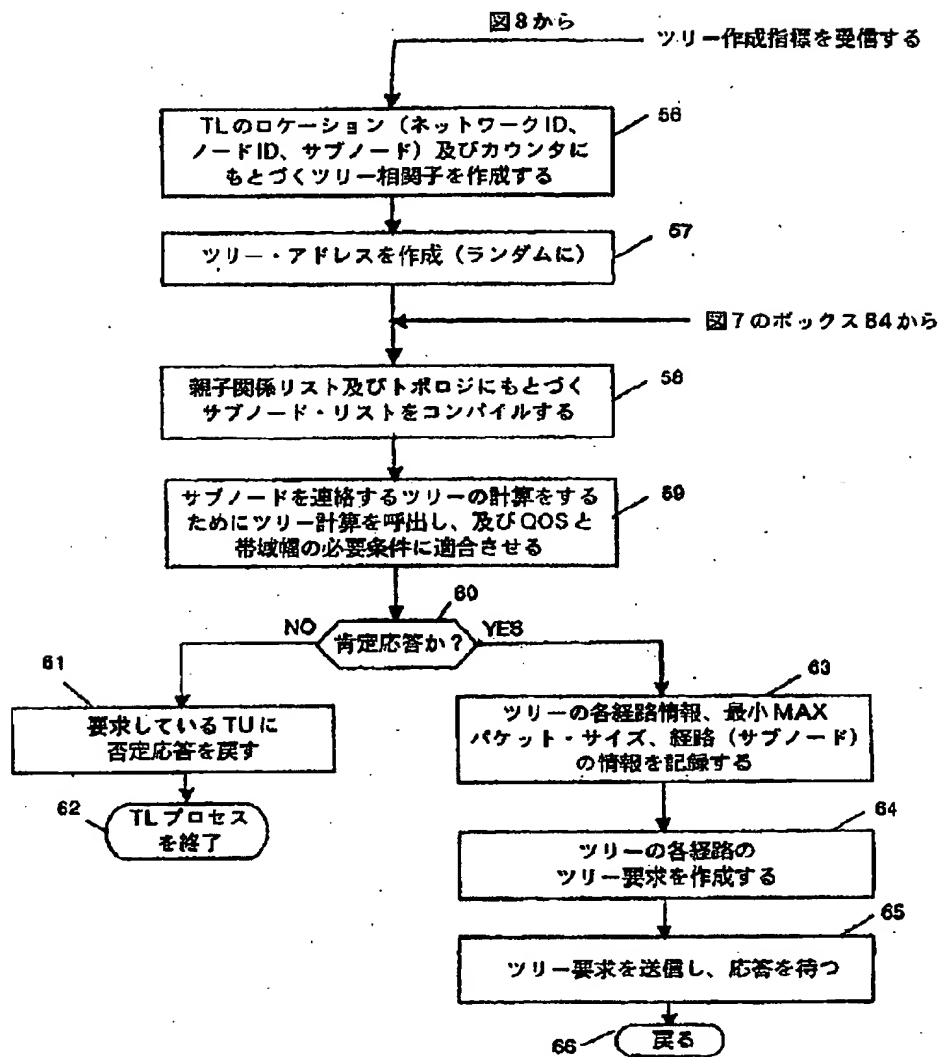 図8から
ツリー作成指標を受信する
56
TLのロケーション（ネットワークID、
ノードID、サブノード）及びカウンタに
もとづくツリー相関子を作成する
57
ツリー・アドレスを作成（ランダムに）
図7のボックス84から
58
親子関係リスト及びトポロジにもとづく
サブノード・リストをコンパイルする
59
サブノードを連絡するツリーの計算をする
ためにツリー計算を呼出し、及びQOSと
帯域幅の必要条件に適合させる
60
NO
肯定応答か？
YES
61
要求しているTUに
否定応答を戻す
62
TLプロセス
を終了
63
ツリーの各経路情報、最小MAX
パケット・サイズ、経路（サブノード）
の情報を記録する
64
ツリーの各経路の
ツリー要求を作成する
65
ツリー要求を送信し、応答を待つ
66
戻る